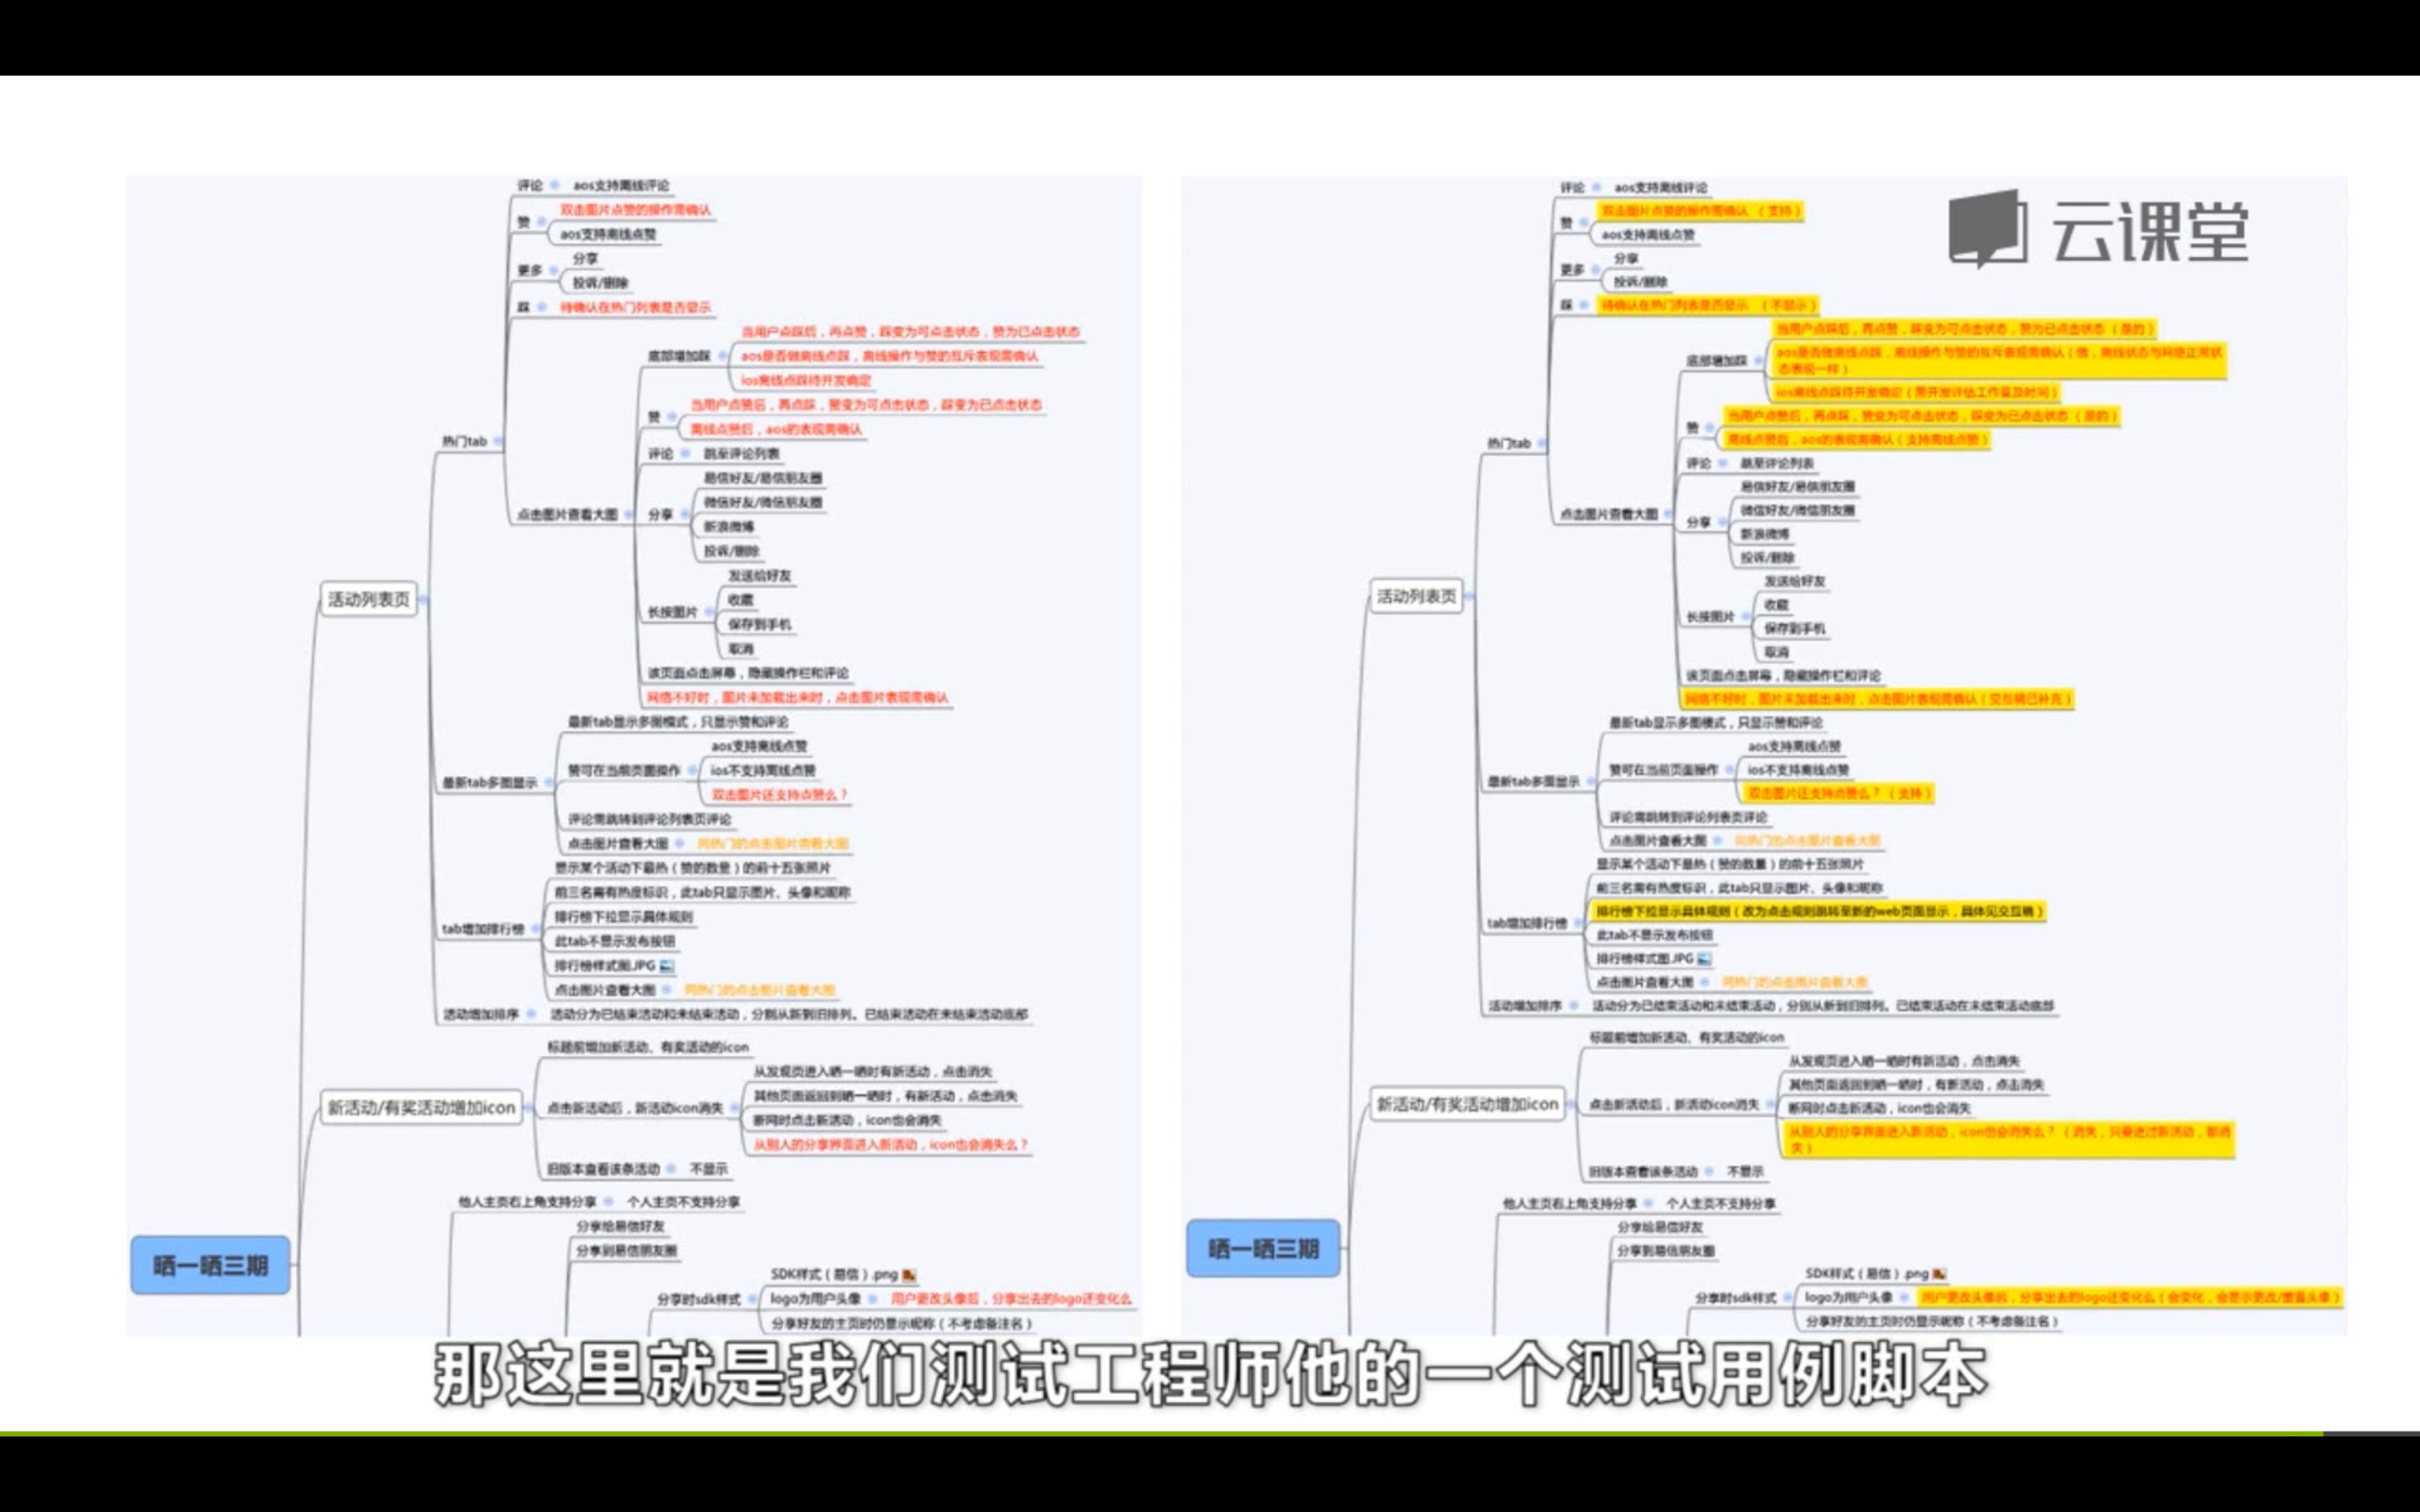 评论 aos支持离线评论
赞 双击图片点赞的操作需确认
aos支持离线点赞
更多 分享
投诉/删除
踩 待确认在热门列表是否显示
热门tab
点击图片查看大图
底部增加踩 当用户点踩后，再点赞，踩变为可点击状态，赞为已点击状态
aos是否做离线点踩，离线操作与赞的互斥表现需确认
ios离线点踩待开发确定
赞 当用户点赞后，再点踩，赞变为可点击状态，踩变为已点击状态
离线点赞后，aos的表现需确认
评论 跳至评论列表
分享 易信好友/易信朋友圈
微信好友/微信朋友圈
新浪微博
投诉/删除
长按图片 发送给好友
收藏
保存到手机
取消
该页面点击屏幕，隐藏操作栏和评论
网络不好时，图片未加载出来时，点击图片表现需确认
活动列表页
最新tab多图显示
最新tab显示多图模式，只显示赞和评论
赞可在当前页面操作 aos支持离线点赞
ios不支持离线点赞
双击图片还支持点赞么？
评论需跳转到评论列表页评论
点击图片查看大图 同热门的点击图片查看大图
tab增加排行榜
显示某个活动下最热（赞的数量）的前十五张照片
前三名需有热度标识，此tab只显示图片、头像和昵称
排行榜下拉显示具体规则
此tab不显示发布按钮
排行榜样式图.JPG
点击图片查看大图 同热门的点击图片查看大图
活动增加排序 活动分为已结束活动和未结束活动，分别从新到旧排列。已结束活动在未结束活动底部
新活动/有奖活动增加icon
标题前增加新活动、有奖活动的icon
点击新活动后，新活动icon消失 从发现页进入晒一晒时有新活动，点击消失
其他页面返回到晒一晒时，有新活动，点击消失
断网时点击新活动，icon也会消失
从别人的分享界面进入新活动，icon也会消失么？
旧版本查看该条活动 不显示
晒一晒三期
他人主页右上角支持分享 个人主页不支持分享
分享给易信好友
分享到易信朋友圈
分享时sdk样式 SDK样式（易信）.png
logo为用户头像 用户更改头像后，分享出去的logo还变化么
分享好友的主页时仍显示昵称（不考虑备注名）
云课堂
评论 aos支持离线评论
赞 双击图片点赞的操作需确认 （支持）
aos支持离线点赞
更多 分享
投诉/删除
踩 待确认在热门列表是否显示 （不显示）
热门tab
点击图片查看大图
底部增加踩 当用户点踩后，再点赞，踩变为可点击状态，赞为已点击状态（是的）
aos是否做离线点踩，离线操作与赞的互斥表现需确认（做，离线状态与网络正常状
态表现一样）
ios离线点踩待开发确定（需开发评估工作量及时间）
赞 当用户点赞后，再点踩，赞变为可点击状态，踩变为已点击状态（是的）
离线点赞后，aos的表现需确认（支持离线点赞）
评论 跳至评论列表
分享 易信好友/易信朋友圈
微信好友/微信朋友圈
新浪微博
投诉/删除
长按图片 发送给好友
收藏
保存到手机
取消
该页面点击屏幕，隐藏操作栏和评论
网络不好时，图片未加载出来时，点击图片表现需确认（交互稿已补充）
活动列表页
最新tab多图显示
最新tab显示多图模式，只显示赞和评论
赞可在当前页面操作 aos支持离线点赞
ios不支持离线点赞
双击图片还支持点赞么？（支持）
评论需跳转到评论列表页评论
点击图片查看大图 同热门的点击图片查看大图
tab增加排行榜
显示某个活动下最热（赞的数量）的前十五张照片
前三名需有热度标识，此tab只显示图片、头像和昵称
排行榜下拉显示具体规则（改为点击规则跳转至新的web页面显示，具体见交互稿）
此tab不显示发布按钮
排行榜样式图.JPG
点击图片查看大图 同热门的点击图片查看大图
活动增加排序 活动分为已结束活动和未结束活动，分别从新到旧排列。已结束活动在未结束活动底部
新活动/有奖活动增加icon
标题前增加新活动、有奖活动的icon
点击新活动后，新活动icon消失 从发现页进入晒一晒时有新活动，点击消失
其他页面返回到晒一晒时，有新活动，点击消失
断网时点击新活动，icon也会消失
从别人的分享界面进入新活动，icon也会消失么？（消失，只要进过新活动，都消
失）
旧版本查看该条活动 不显示
晒一晒三期
他人主页右上角支持分享 个人主页不支持分享
分享给易信好友
分享到易信朋友圈
分享时sdk样式 SDK样式（易信）.png
logo为用户头像 用户更改头像后，分享出去的logo还变化么（会变化，会显示更改/重置头像）
分享好友的主页时仍显示昵称（不考虑备注名）
那这里就是我们测试工程师他的一个测试用例脚本